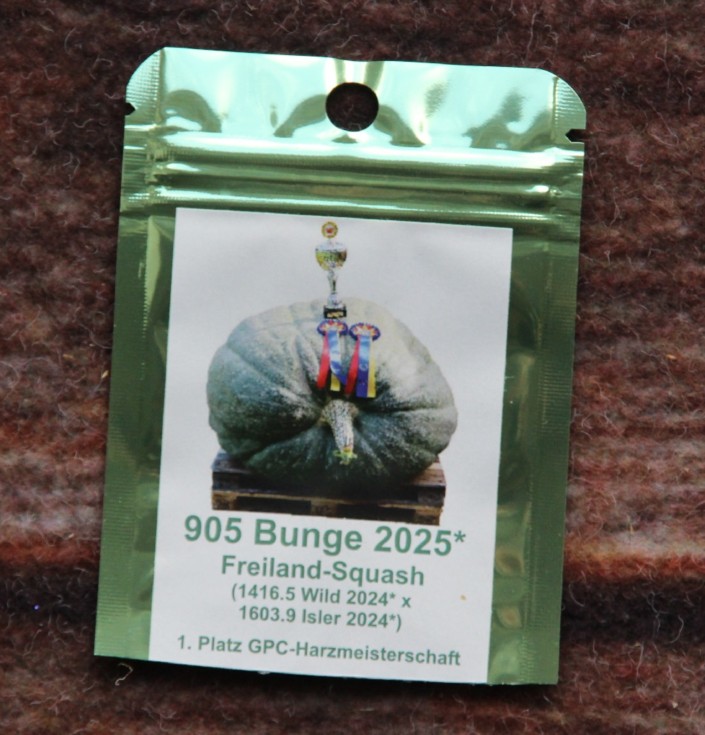 905 Bunge 2025*
Freiland-Squash
(1416.5 Wild 2024* x
1603.9 Isler 2024*)
1. Platz GPC-Harzmeisterschaft